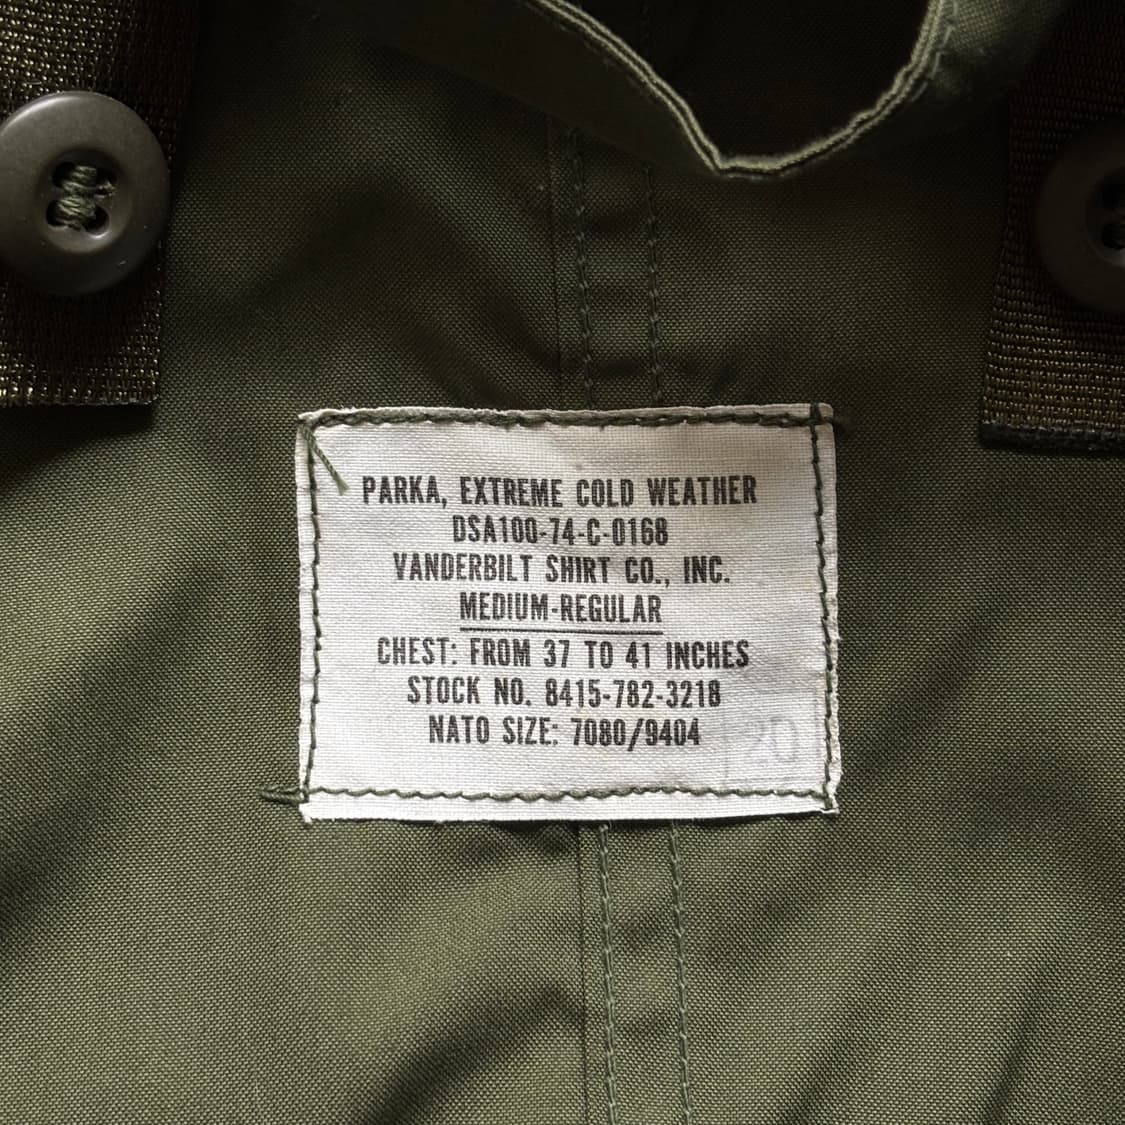 PARKA, EXTREME COLD WEATHER
DSA100-74-C-0168
VANDERBILT SHIRT CO., INC.
MEDIUM-REGULAR
CHEST: FROM 37 TO 41 INCHES
STOCK NO. 8415-782-3218
NATO SIZE: 7080/9404
20